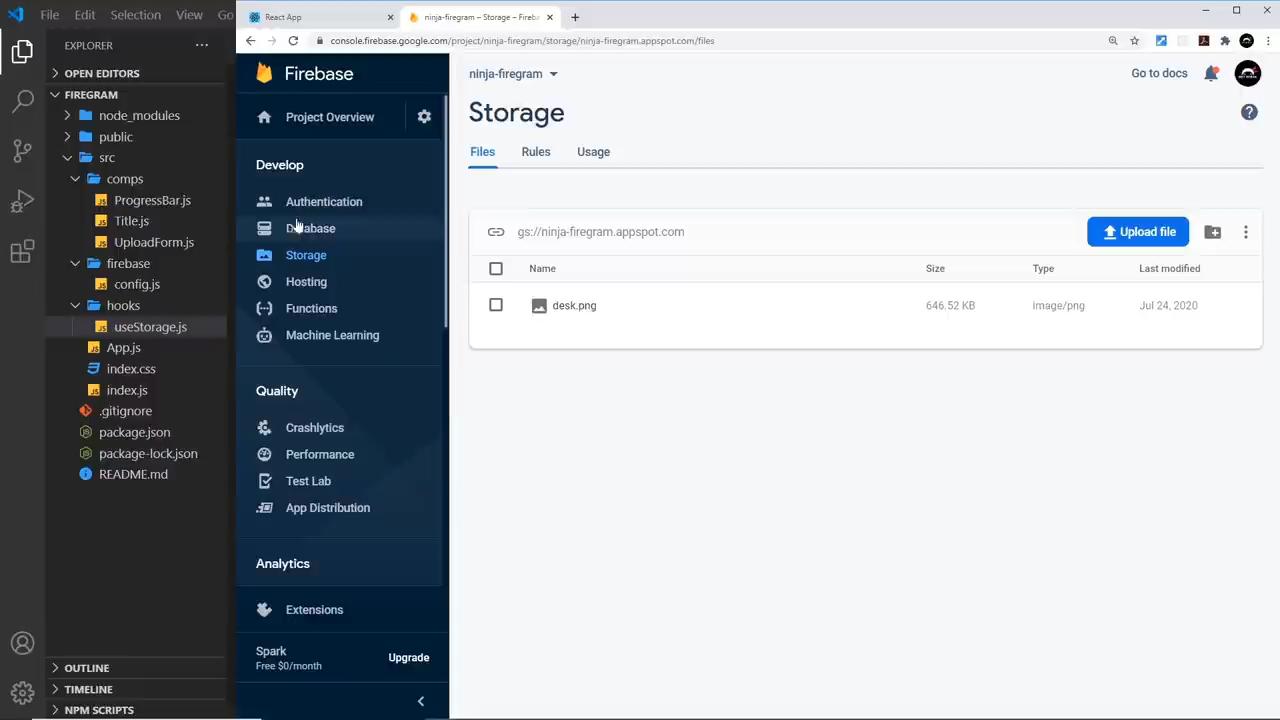 File Edit Selection View Go
EXPLORER
OPEN EDITORS
FIREGRAM
node_modules
public
src
comps
ProgressBar.js
Title.js
UploadForm.js
firebase
config.js
hooks
useStorage.js
App.js
index.css
index.js
.gitignore
package.json
package-lock.json
README.md
OUTLINE
TIMELINE
NPM SCRIPTS
React App
ninja-firegram – Storage – Fireba
console.firebase.google.com/project/ninja-firegram/storage/ninja-firegram.appspot.com/files
Firebase
Project Overview
Develop
Authentication
Database
Storage
Hosting
Functions
Machine Learning
Quality
Crashlytics
Performance
Test Lab
App Distribution
Analytics
Extensions
Spark
Free $0/month
Upgrade
ninja-firegram
Go to docs
Storage
Files Rules Usage
gs://ninja-firegram.appspot.com
Upload file
Name Size Type Last modified
desk.png 646.52 KB image/png Jul 24, 2020